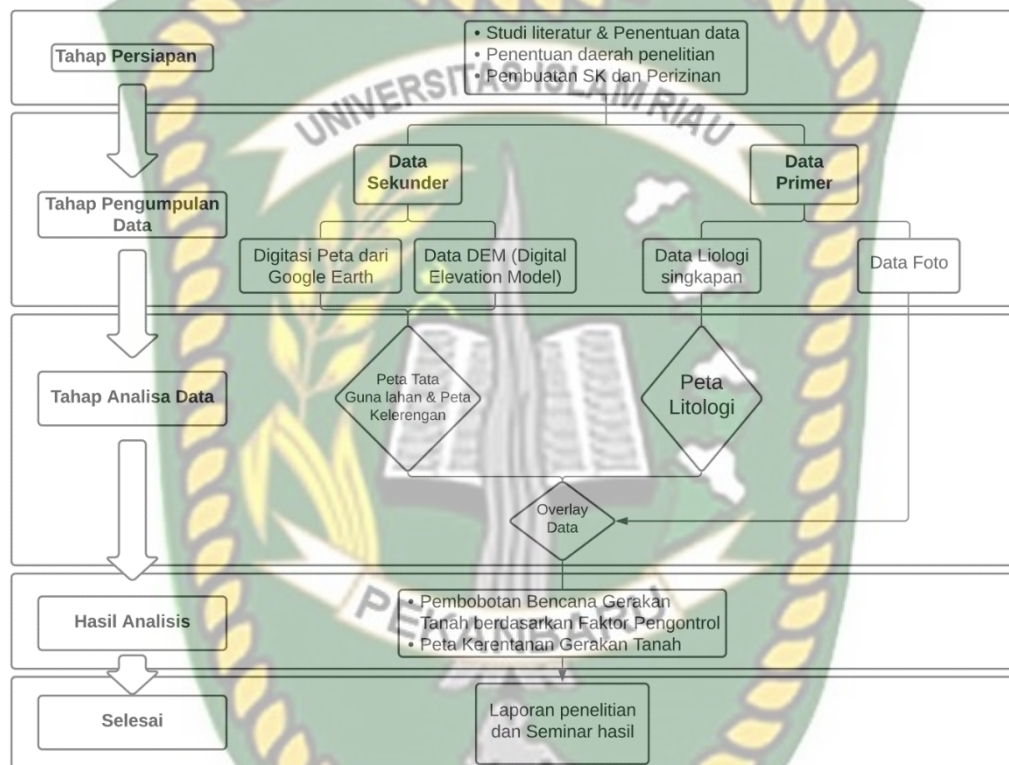 Tahap Persiapan
• Studi literatur & Penentuan data
• Penentuan daerah penelitian
• Pembuatan SK dan Perizinan
UNIVERSITAS ISLAM RIAU
Tahap Pengumpulan
Data
Data
Sekunder
Data
Primer
Digitasi Peta dari
Google Earth
Data DEM (Digital
Elevation Model)
Data Liologi
singkapan
Data Foto
Tahap Analisa Data
Peta Tata
Guna lahan & Peta
Kelerengan
Peta
Litologi
Overlay
Data
Hasil Analisis
• Pembobotan Bencana Gerakan
Tanah berdasarkan Faktor Pengontrol
• Peta Kerentanan Gerakan Tanah
PEKANBARU
Selesai
Laporan penelitian
dan Seminar hasil